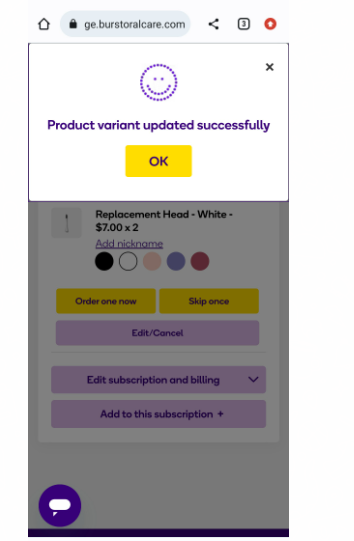 ge.burstoralcare.com
3
×
Product variant updated successfully
OK
Replacement Head - White -
$7.00 x 2
Add nickname
Order one now
Skip once
Edit/Cancel
Edit subscription and billing
Add to this subscription +